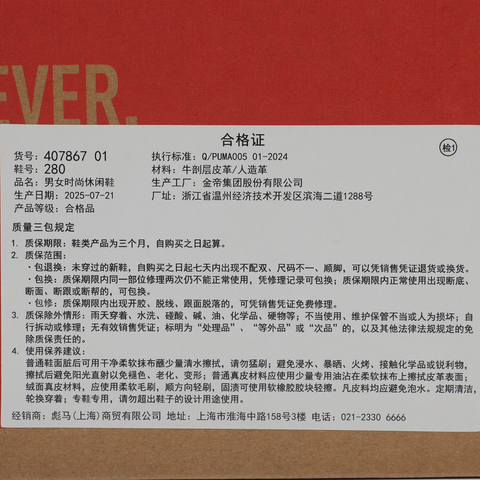 EVER.
合格证
检1
货号: 407867 01
执行标准: Q/PUMA005 01-2024
鞋号: 280
材料: 牛剖层皮革/人造革
品名: 男女时尚休闲鞋
生产工厂: 金帝集团股份有限公司
生产日期: 2025-07-21
厂址: 浙江省温州经济技术开发区滨海二道1288号
产品等级: 合格品
质量三包规定
1. 质保期限: 鞋类产品为三个月，自购买之日起算。
2. 质保范围:
·包退换: 未穿过的新鞋，自购买之日起七天内出现不配双、尺码不一、顺脚，可以凭销售凭证退货或换货。
·包换: 质保期限内同一部位修理两次仍不能正常使用，凭修理记录可包换; 质保期限内正常使用出现断底、
断面、断跟或断帮的，可包换。
·包修: 质保期内出现开胶、脱线、跟面脱落的，可凭销售凭证免费修理。
3. 质保除外情形: 雨天穿着、水洗、碰酸、碱、油、化学品、硬物等; 不当使用、维护保管不当或人为损坏; 自
行拆动或修理; 无有效销售凭证; 标明为“处理品”、“等外品”或“次品”的，以及其他法律法规规定的免
除质保责任的。
4. 使用保养建议:
普通鞋面脏后可用干净柔软抹布蘸少量清水擦拭，请勿猛刷; 避免浸水、暴晒、火烤、接触化学品或锐利物，
擦拭后避免阳光直射以免褪色、老化、变形等; 普通真皮材料应使用少量专用油沾在柔软抹布上擦拭皮革表面;
绒面真皮材料，应使用柔软毛刷，顺方向轻刷，固渍可使用软橡胶胶块轻擦。凡皮料均应避免泡水。定期清洁，
轮换穿着; 专鞋专用，请勿超出鞋子的设计用途使用。
经销商: 彪马(上海)商贸有限公司 地址: 上海市淮海中路158号3楼 电话: 021-2330 6666